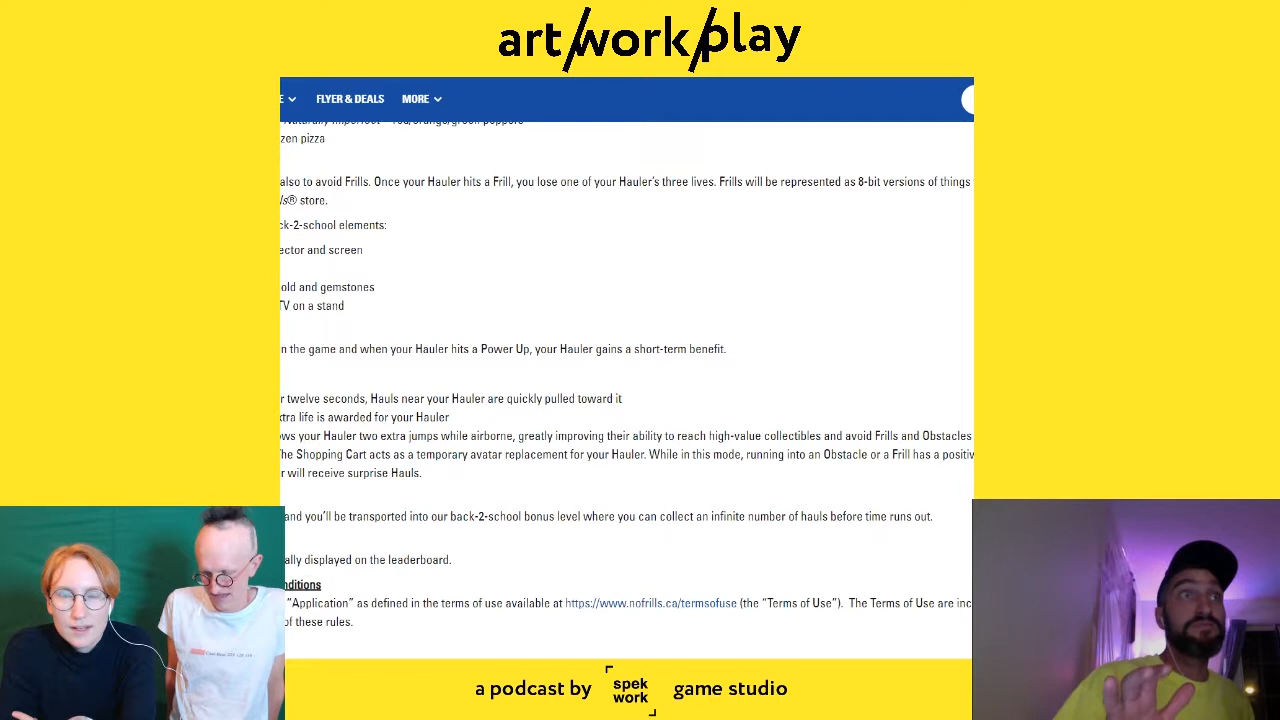 art/work/play
FLYER & DEALS MORE
zen pizza
also to avoid Frills. Once your Hauler hits a Frill, you lose one of your Hauler's three lives. Frills will be represented as 8-bit versions of things
® store.
ck-2-school elements:
ector and screen
old and gemstones
TV on a stand
n the game and when your Hauler hits a Power Up, your Hauler gains a short-term benefit.
r twelve seconds, Hauls near your Hauler are quickly pulled toward it
xtra life is awarded for your Hauler
ows your Hauler two extra jumps while airborne, greatly improving their ability to reach high-value collectibles and avoid Frills and Obstacles
The Shopping Cart acts as a temporary avatar replacement for your Hauler. While in this mode, running into an Obstacle or a Frill has a positiv
r will receive surprise Hauls.
and you'll be transported into our back-2-school bonus level where you can collect an infinite number of hauls before time runs out.
ally displayed on the leaderboard.
nditions
"Application" as defined in the terms of use available at https://www.nofrills.ca/termsofuse (the "Terms of Use"). The Terms of Use are inc
of these rules.
a podcast by spek work game studio